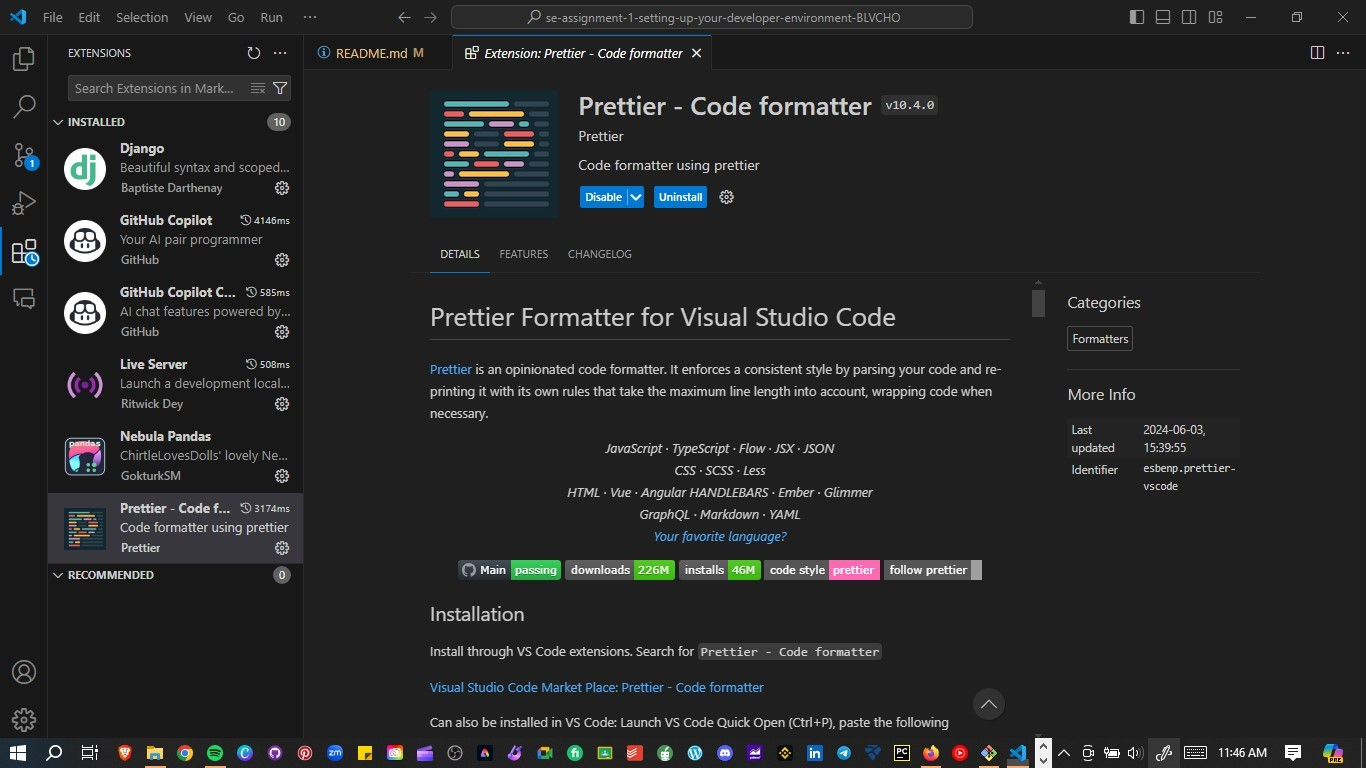 File Edit Selection View Go Run ···
se-assignment-1-setting-up-your-developer-environment-BLVCHO
EXTENSIONS
README.md M
Extension: Prettier - Code formatter
Search Extensions in Mark...
INSTALLED 10
Django
Beautiful syntax and scoped...
Baptiste Darthenay
GitHub Copilot 4146ms
Your AI pair programmer
GitHub
GitHub Copilot C... 585ms
AI chat features powered by...
GitHub
Live Server 508ms
Launch a development local...
Ritwick Dey
pandas
Nebula Pandas
ChirtleLovesDolls' lovely Ne...
GokturkSM
Prettier - Code f... 3174ms
Code formatter using prettier
Prettier
RECOMMENDED 0
1
dj
Prettier - Code formatter v10.4.0
Prettier
Code formatter using prettier
Disable Uninstall
DETAILS FEATURES CHANGELOG
Prettier Formatter for Visual Studio Code
Prettier is an opinionated code formatter. It enforces a consistent style by parsing your code and re-
printing it with its own rules that take the maximum line length into account, wrapping code when
necessary.
JavaScript · TypeScript · Flow · JSX · JSON
CSS · SCSS · Less
HTML · Vue · Angular HANDLEBARS · Ember · Glimmer
GraphQL · Markdown · YAML
Your favorite language?
Main passing downloads 226M installs 46M code style prettier follow prettier
Installation
Install through VS Code extensions. Search for Prettier - Code formatter
Visual Studio Code Market Place: Prettier - Code formatter
Can also be installed in VS Code: Launch VS Code Quick Open (Ctrl+P), paste the following
Categories
Formatters
More Info
Last updated 2024-06-03, 15:39:55
Identifier esbenp.prettier-vscode
zm
PC
in
11:46 AM
PRE